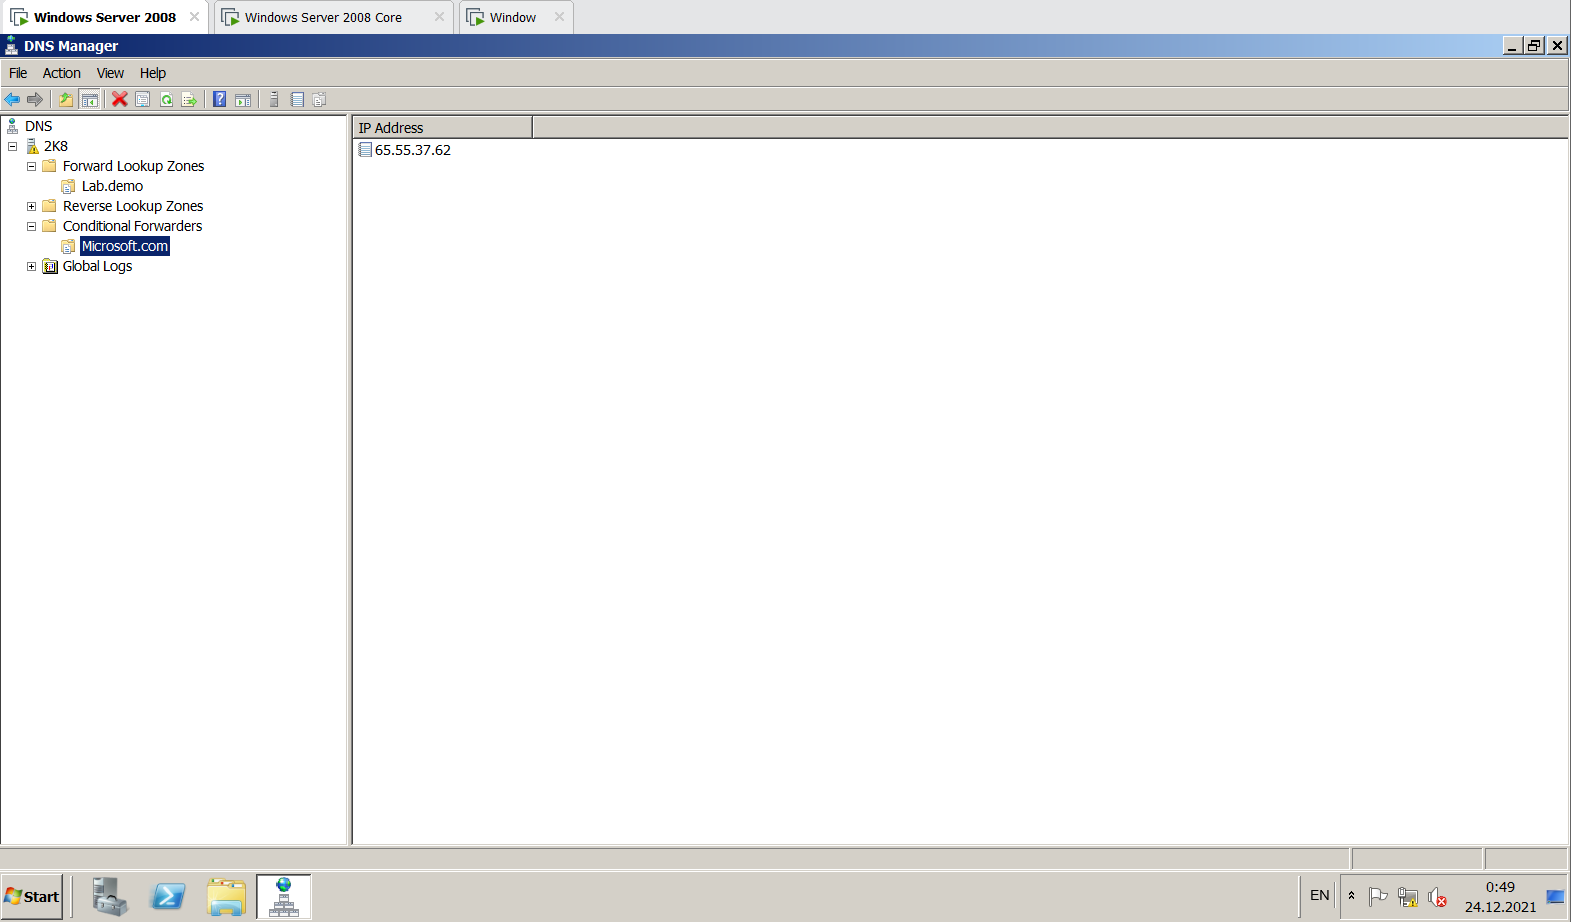 Windows Server 2008
Windows Server 2008 Core
Window
DNS Manager
File Action View Help
DNS
2K8
Forward Lookup Zones
Lab.demo
Reverse Lookup Zones
Conditional Forwarders
Microsoft.com
Global Logs
IP Address
65.55.37.62
Start
EN
0:49
24.12.2021